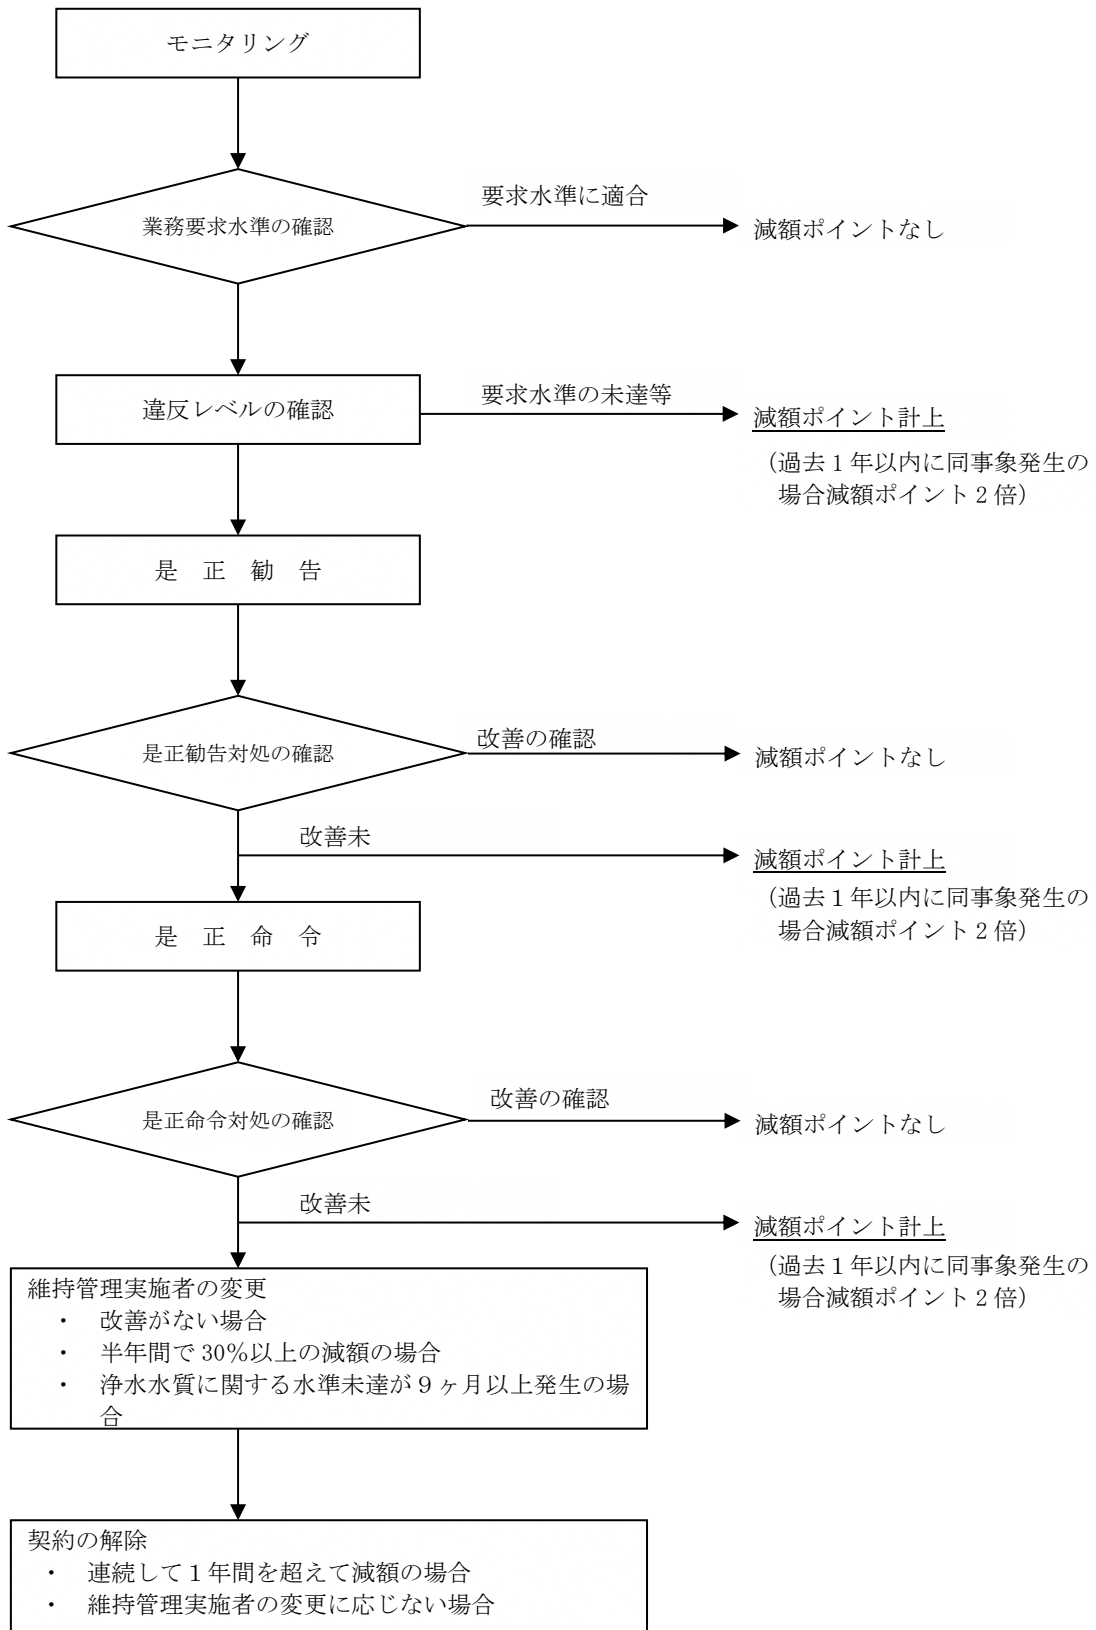 モニタリング
要求水準に適合
業務要求水準の確認
減額ポイントなし
要求水準の未達等
違反レベルの確認
減額ポイント計上
（過去１年以内に同事象発生の
場合減額ポイント２倍）
是　正　勧　告
改善の確認
是正勧告対処の確認
減額ポイントなし
改善未
減額ポイント計上
（過去１年以内に同事象発生の
場合減額ポイント２倍）
是　正　命　令
改善の確認
是正命令対処の確認
減額ポイントなし
改善未
減額ポイント計上
（過去１年以内に同事象発生の
場合減額ポイント２倍）
維持管理実施者の変更
・　改善がない場合
・　半年間で 30％以上の減額の場合
・　浄水水質に関する水準未達が９ヶ月以上発生の場
合
契約の解除
・　連続して１年間を超えて減額の場合
・　維持管理実施者の変更に応じない場合